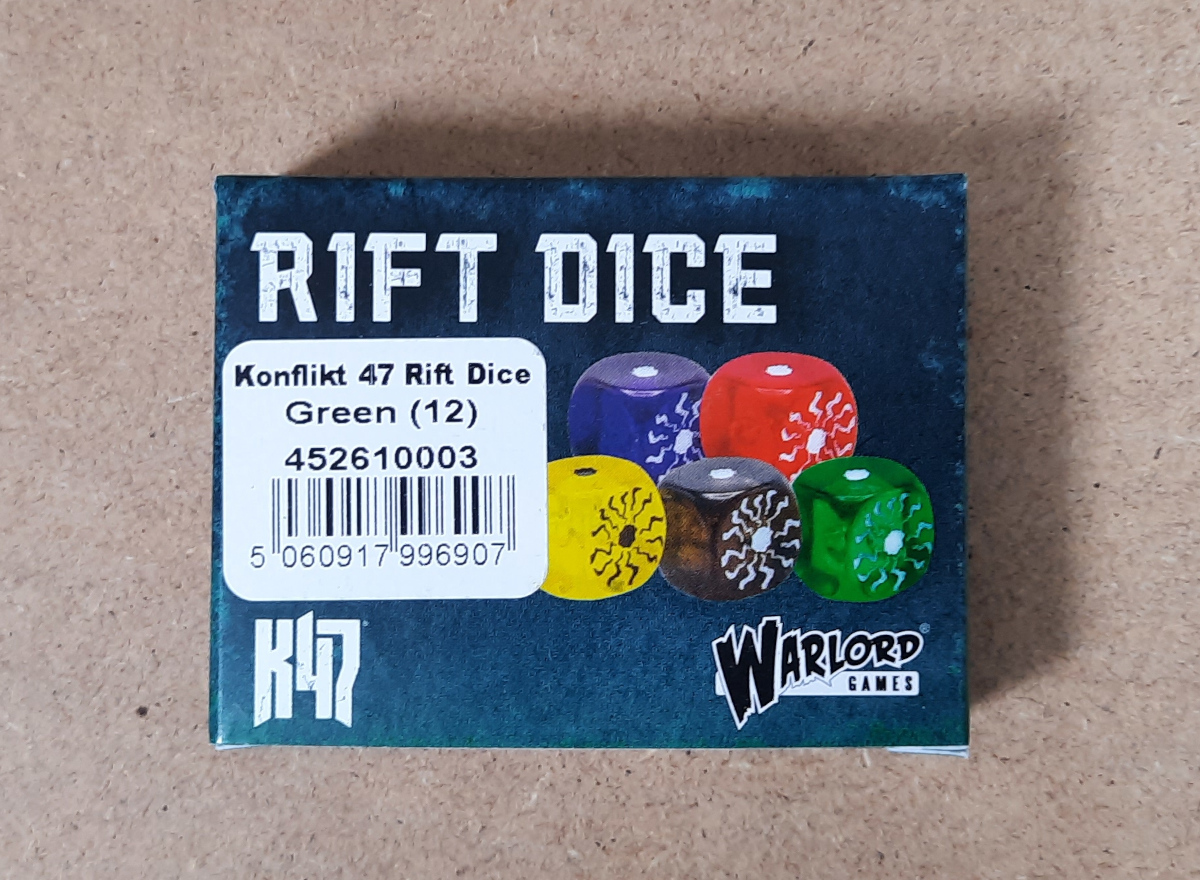 RIFT DICE
Konflikt 47 Rift Dice
Green (12)
452610003
5 060917 996907
K47
WARLORD®
GAMES